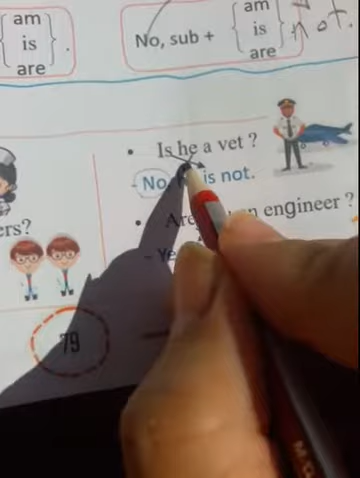 am
is
are
.
No, sub +
am
is
are
not.
• Is he a vet ?
- No, is not.
ers?
• Are an engineer ?
- Ye
79